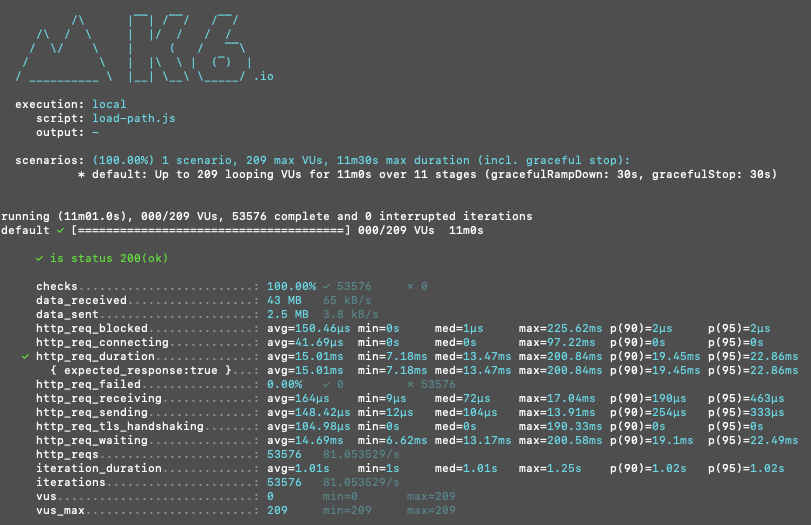 K6 .io
execution: local
script: load-path.js
output: -
scenarios: (100.00%) 1 scenario, 209 max VUs, 11m30s max duration (incl. graceful stop):
* default: Up to 209 looping VUs for 11m0s over 11 stages (gracefulRampDown: 30s, gracefulStop: 30s)
running (11m01.0s), 000/209 VUs, 53576 complete and 0 interrupted iterations
default ✓ [======================================] 000/209 VUs  11m0s
✓ is status 200(ok)
checks.........................: 100.00% ✓ 53576     ✗ 0
data_received..................: 43 MB   65 kB/s
data_sent......................: 2.5 MB  3.8 kB/s
http_req_blocked...............: avg=150.46µs min=0s     med=1µs     max=225.62ms p(90)=2µs     p(95)=2µs
http_req_connecting............: avg=41.69µs  min=0s     med=0s      max=97.22ms  p(90)=0s      p(95)=0s
✓ http_req_duration..............: avg=15.01ms  min=7.18ms med=13.47ms max=200.84ms p(90)=19.45ms p(95)=22.86ms
{ expected_response:true }...: avg=15.01ms  min=7.18ms med=13.47ms max=200.84ms p(90)=19.45ms p(95)=22.86ms
http_req_failed................: 0.00%   ✓ 0         ✗ 53576
http_req_receiving.............: avg=164µs    min=9µs    med=72µs    max=17.04ms  p(90)=190µs   p(95)=463µs
http_req_sending...............: avg=148.42µs min=12µs   med=104µs   max=13.91ms  p(90)=254µs   p(95)=333µs
http_req_tls_handshaking.......: avg=104.98µs min=0s     med=0s      max=190.33ms p(90)=0s      p(95)=0s
http_req_waiting...............: avg=14.69ms  min=6.62ms med=13.17ms max=200.58ms p(90)=19.1ms  p(95)=22.49ms
http_reqs......................: 53576   81.053529/s
iteration_duration.............: avg=1.01s    min=1s     med=1.01s   max=1.25s    p(90)=1.02s   p(95)=1.02s
iterations.....................: 53576   81.053529/s
vus............................: 0       min=0       max=209
vus_max........................: 209     min=209     max=209